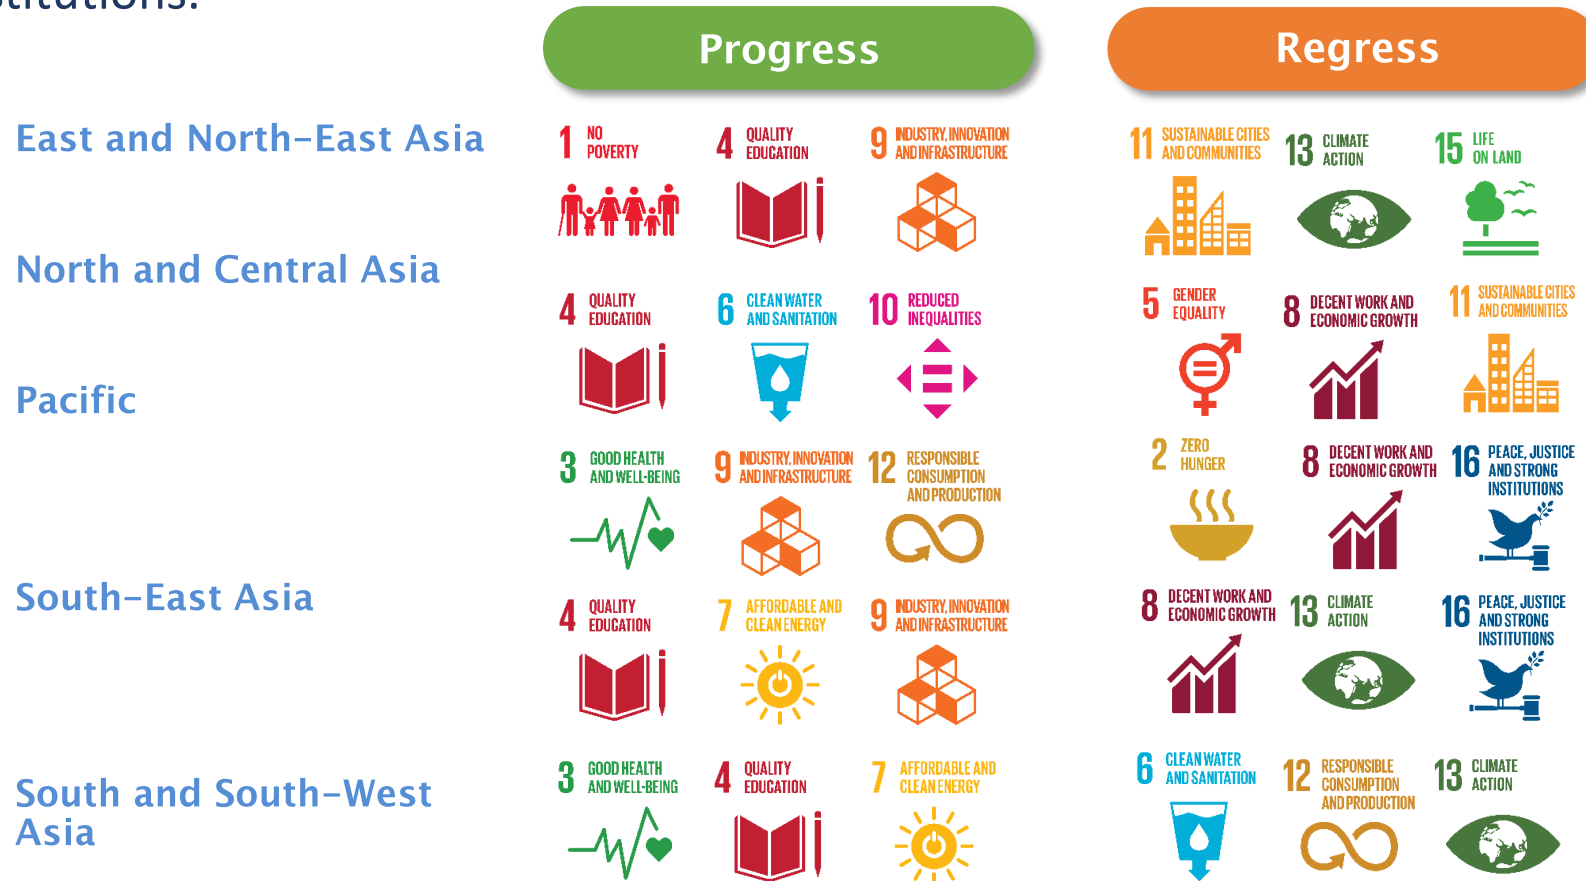 stitutions.
Progress
Regress
East and North-East Asia
1 NO
POVERTY
4 QUALITY
EDUCATION
9 INDUSTRY, INNOVATION
AND INFRASTRUCTURE
11 SUSTAINABLE CITIES
AND COMMUNITIES
13 CLIMATE
ACTION
15 LIFE
ON LAND
North and Central Asia
4 QUALITY
EDUCATION
6 CLEAN WATER
AND SANITATION
10 REDUCED
INEQUALITIES
5 GENDER
EQUALITY
8 DECENT WORK AND
ECONOMIC GROWTH
11 SUSTAINABLE CITIES
AND COMMUNITIES
Pacific
3 GOOD HEALTH
AND WELL-BEING
9 INDUSTRY, INNOVATION
AND INFRASTRUCTURE
12 RESPONSIBLE
CONSUMPTION
AND PRODUCTION
2 ZERO
HUNGER
8 DECENT WORK AND
ECONOMIC GROWTH
16 PEACE, JUSTICE
AND STRONG
INSTITUTIONS
South-East Asia
4 QUALITY
EDUCATION
7 AFFORDABLE AND
CLEAN ENERGY
9 INDUSTRY, INNOVATION
AND INFRASTRUCTURE
8 DECENT WORK AND
ECONOMIC GROWTH
13 CLIMATE
ACTION
16 PEACE, JUSTICE
AND STRONG
INSTITUTIONS
South and South-West
Asia
3 GOOD HEALTH
AND WELL-BEING
4 QUALITY
EDUCATION
7 AFFORDABLE AND
CLEAN ENERGY
6 CLEAN WATER
AND SANITATION
12 RESPONSIBLE
CONSUMPTION
AND PRODUCTION
13 CLIMATE
ACTION